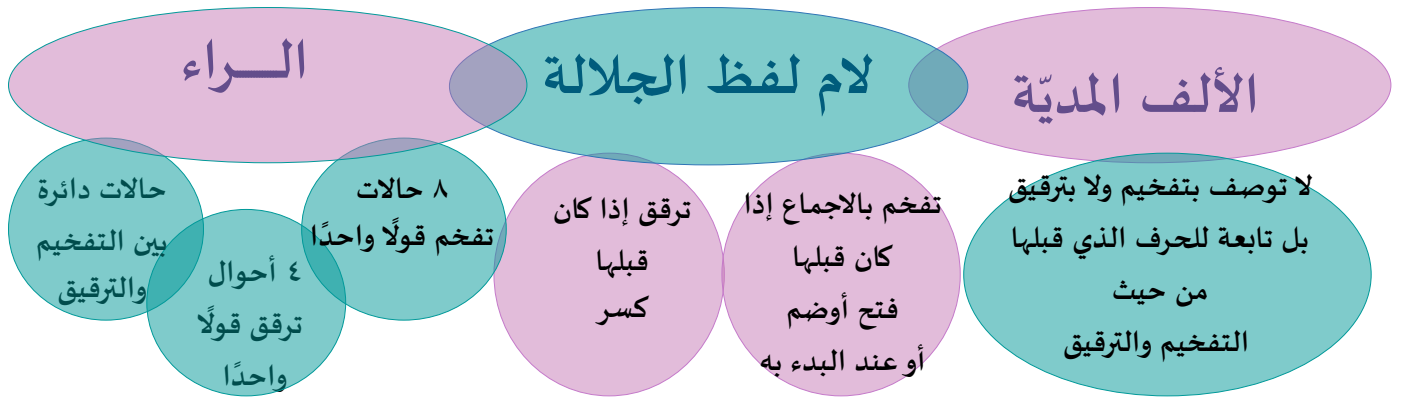 الألف المديّة
لا توصف بتفخيم ولا بترقيق
بل تابعة للحرف الذي قبلها
من حيث
التفخيم والترقيق
لام لفظ الجلالة
تفخم بالاجماع إذا
كان قبلها
فتح أوضم
أو عند البدء به
ترقق إذا كان
قبلها
كسر
الـــراء
٨ حالات
تفخم قولًا واحدًا
٤ أحوال
ترقق قولًا
واحدًا
حالات دائرة
بين التفخيم
والترقيق